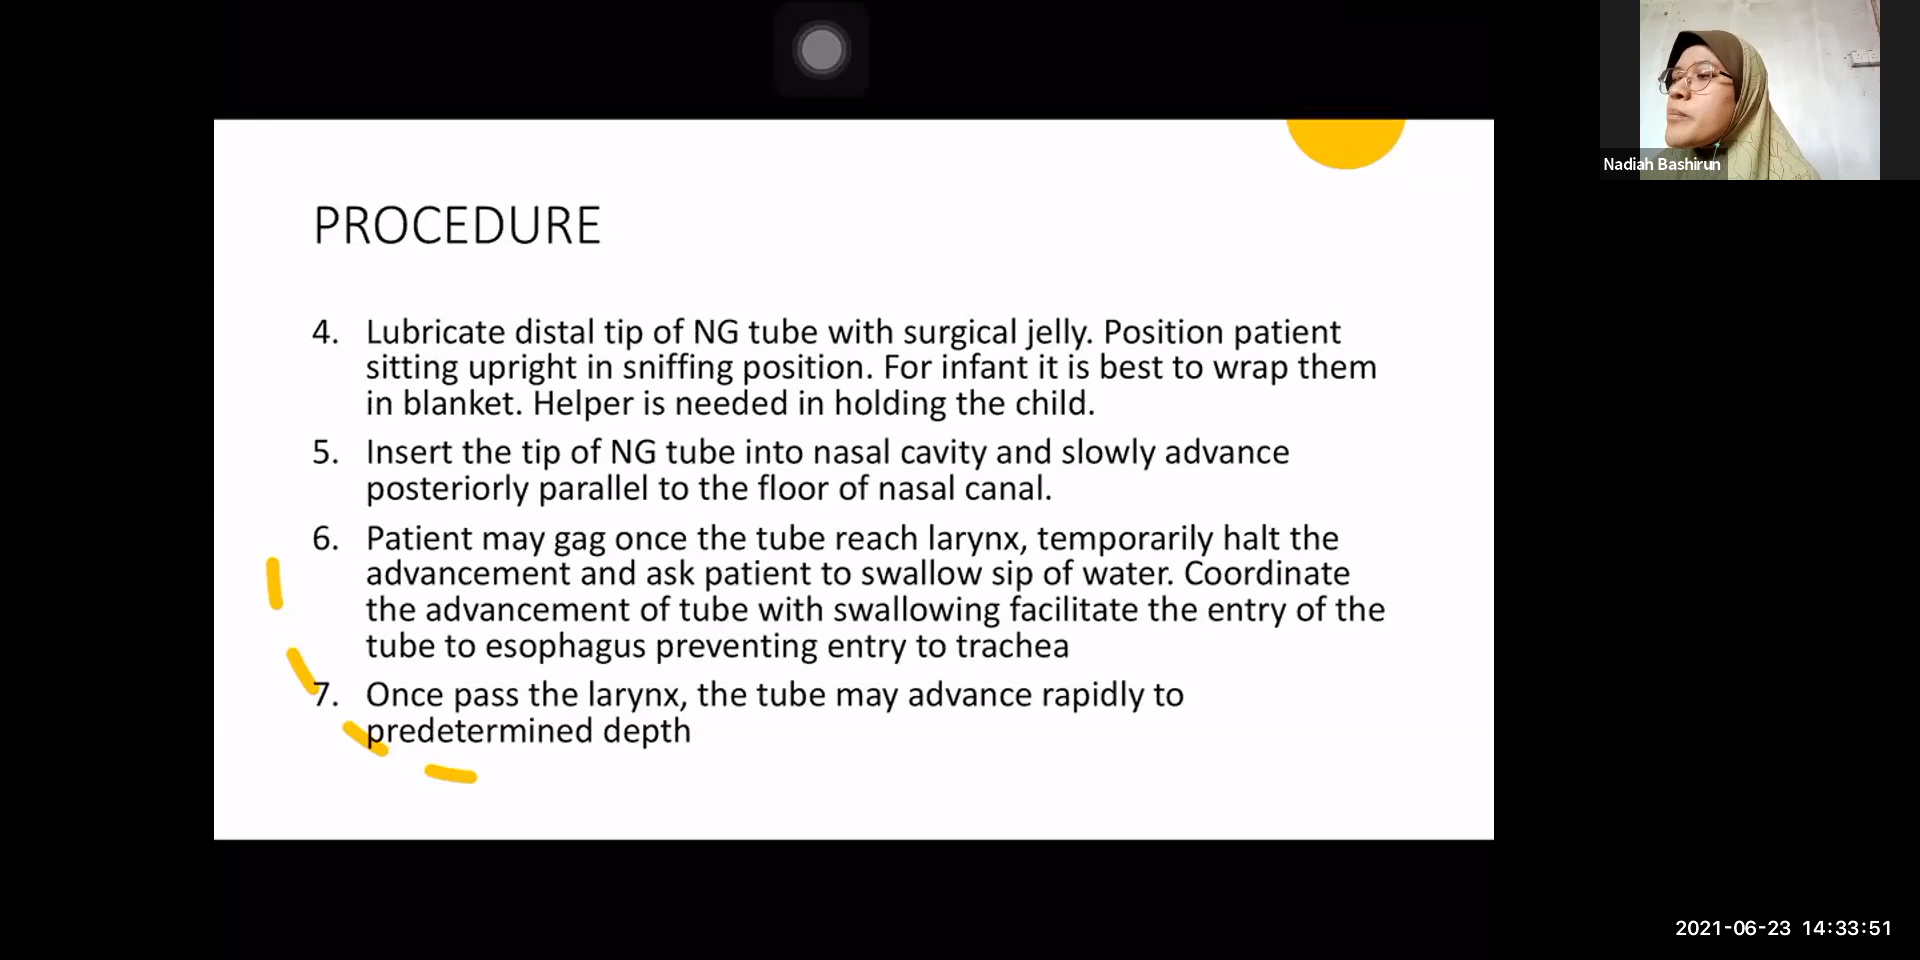 Nadiah Bashirun
PROCEDURE
4. Lubricate distal tip of NG tube with surgical jelly. Position patient
sitting upright in sniffing position. For infant it is best to wrap them
in blanket. Helper is needed in holding the child.
5. Insert the tip of NG tube into nasal cavity and slowly advance
posteriorly parallel to the floor of nasal canal.
6. Patient may gag once the tube reach larynx, temporarily halt the
advancement and ask patient to swallow sip of water. Coordinate
the advancement of tube with swallowing facilitate the entry of the
tube to esophagus preventing entry to trachea
7. Once pass the larynx, the tube may advance rapidly to
predetermined depth
2021-06-23 14:33:51